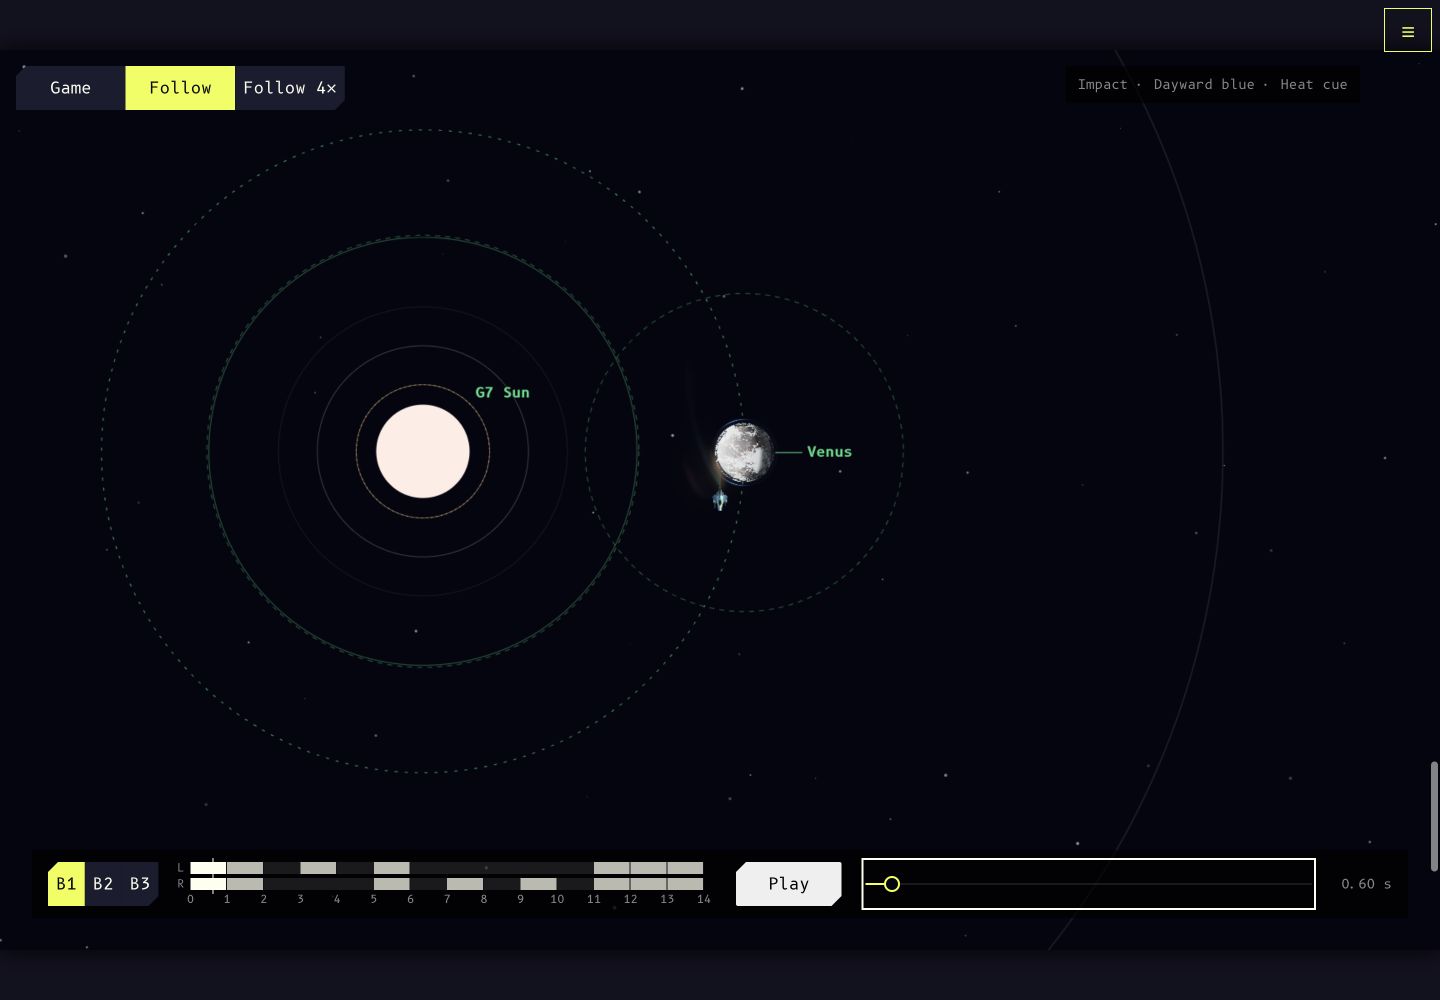 ≡
Game Follow Follow 4×
Impact · Dayward blue · Heat cue
G7 Sun
Venus
B1 B2 B3
L
R
0 1 2 3 4 5 6 7 8 9 10 11 12 13 14
Play
0.60 s